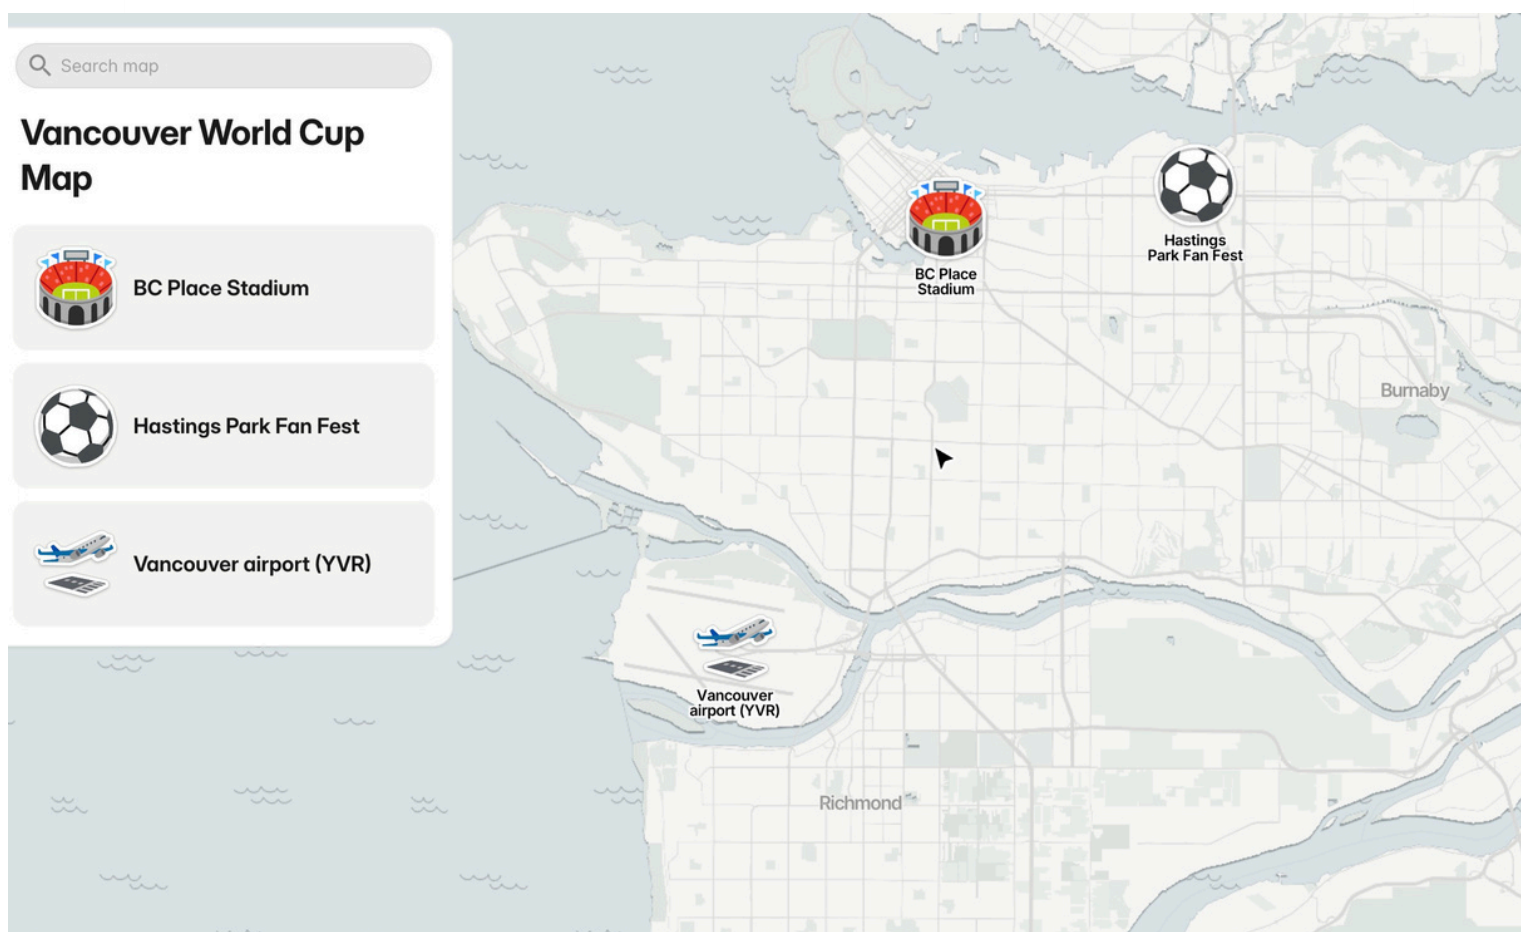 Search map
Vancouver World Cup
Map
BC Place Stadium
Hastings Park Fan Fest
Vancouver airport (YVR)
BC Place
Stadium
Hastings
Park Fan Fest
Burnaby
Vancouver
airport (YVR)
Richmond